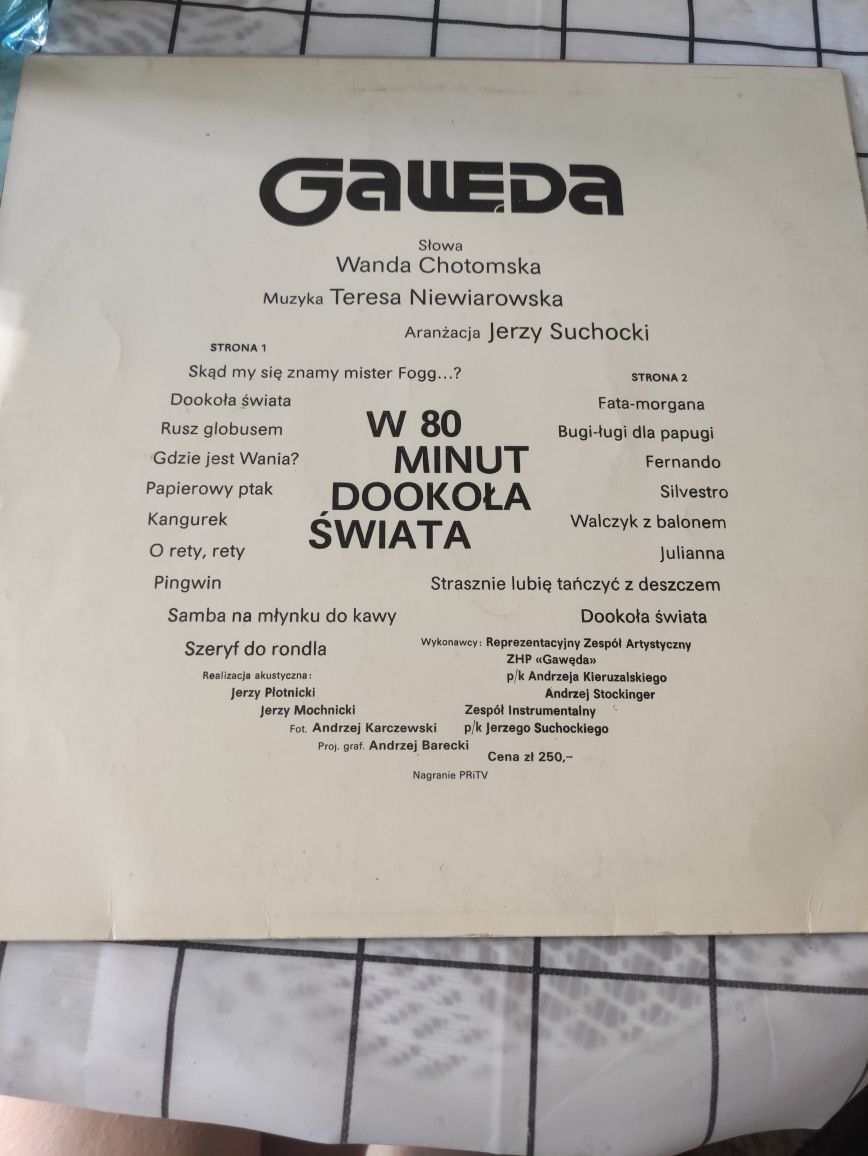 GAWĘDA
Słowa
Wanda Chotomska
Muzyka Teresa Niewiarowska
Aranżacja Jerzy Suchocki
STRONA 1
Skąd my się znamy mister Fogg...?
Dookoła świata
Rusz globusem
Gdzie jest Wania?
Papierowy ptak
Kangurek
O rety, rety
Pingwin
Samba na młynku do kawy
Szeryf do rondla
W 80
MINUT
DOOKOŁA
ŚWIATA
STRONA 2
Fata-morgana
Bugi-ługi dla papugi
Fernando
Silvestro
Walczyk z balonem
Julianna
Strasznie lubię tańczyć z deszczem
Dookoła świata
Realizacja akustyczna:
Jerzy Płotnicki
Jerzy Mochnicki
Fot. Andrzej Karczewski
Proj. graf. Andrzej Barecki
Wykonawcy: Reprezentacyjny Zespół Artystyczny
ZHP «Gawęda»
p/k Andrzeja Kieruzalskiego
Andrzej Stockinger
Zespół Instrumentalny
p/k Jerzego Suchockiego
Cena zł 250,–
Nagranie PRiTV